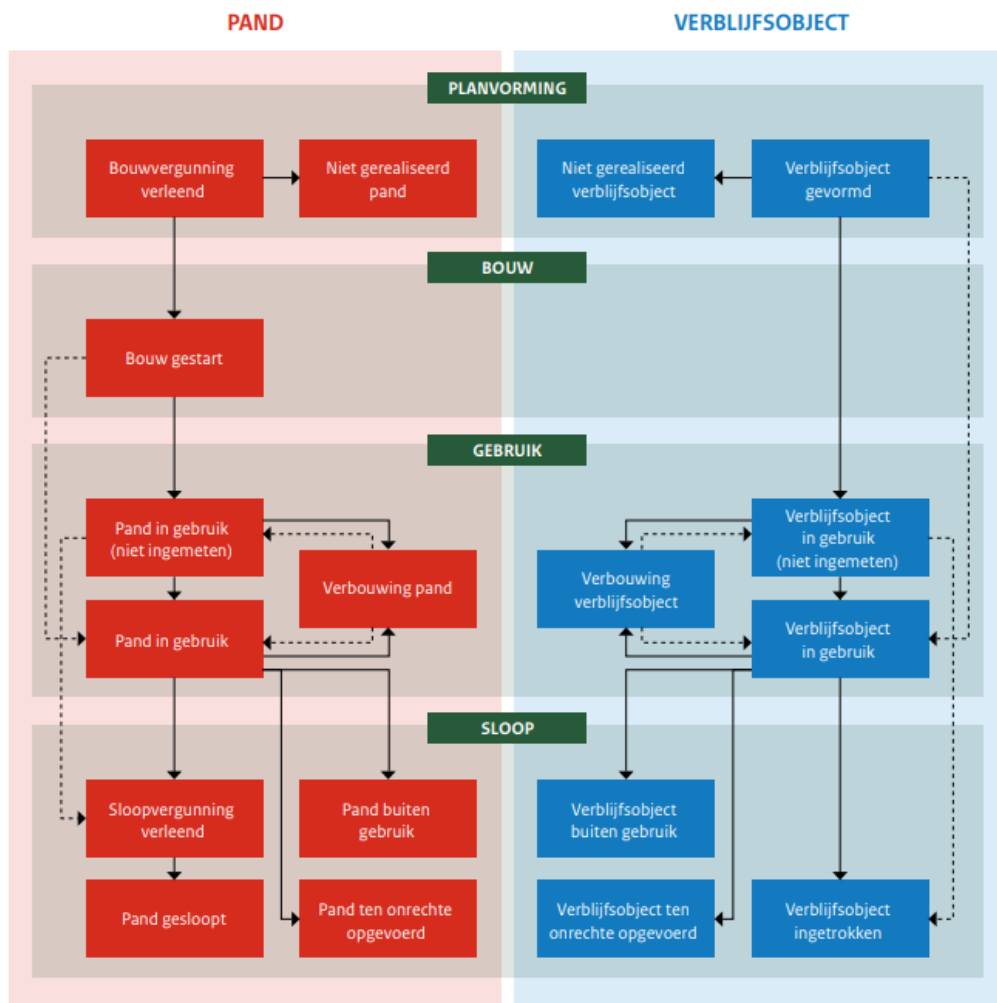 PAND
VERBLIJFSOBJECT
PLANVORMING
Bouwvergunning
verleend
Niet gerealiseerd
pand
Niet gerealiseerd
verblijfsobject
Verblijfsobject
gevormd
BOUW
Bouw gestart
GEBRUIK
Pand in gebruik
(niet ingemeten)
Verbouwing pand
Pand in gebruik
Verblijfsobject
in gebruik
(niet ingemeten)
Verbouwing
verblijfsobject
Verblijfsobject
in gebruik
SLOOP
Sloopvergunning
verleend
Pand buiten
gebruik
Verblijfsobject
buiten gebruik
Pand gesloopt
Pand ten onrechte
opgevoerd
Verblijfsobject ten
onrechte opgevoerd
Verblijfsobject
ingetrokken